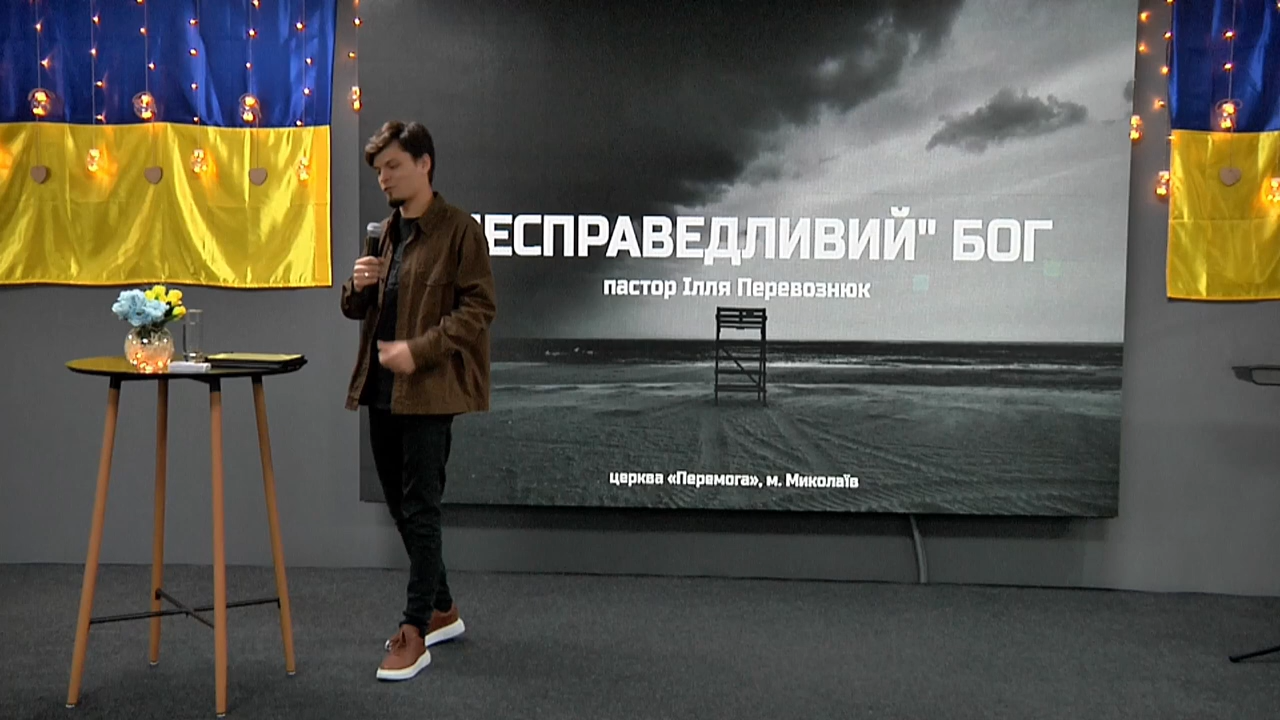 ЕСПРАВЕДЛИВИЙ" БОГ
пастор Ілля Перевознюк
церква «Перемога», м. Миколаїв